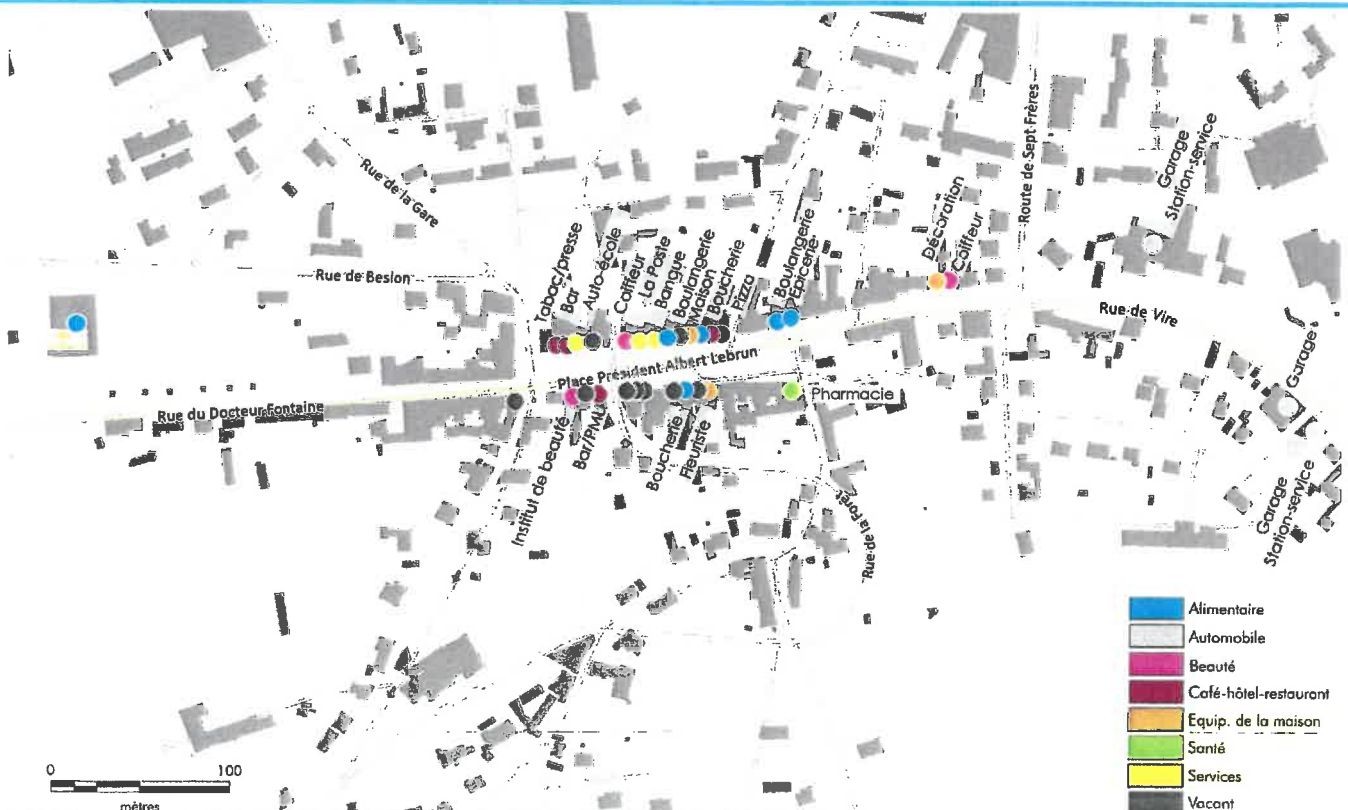 Route de Sept Frères
Garage
Station-service
Rue de la Gare
Décoration
Coiffeur
Rue de Beslon
Tabac/presse
Bar
Auto-école
Coiffeur
La Poste
Banque
Boulangerie
Maison
Boucherie
Pizza
Boulangerie
Epicerie
Rue de Vire
Garage
Place Président Albert Lebrun
Rue du Docteur Fontaine
Pharmacie
Institut de beauté
Bar/PMU
Boucherie
Fleuriste
Rue de la Forêt
Garage
Station-service
Alimentaire
Automobile
Beauté
Café-hôtel-restaurant
Equip. de la maison
Santé
Services
Vacant
0 100
mètres